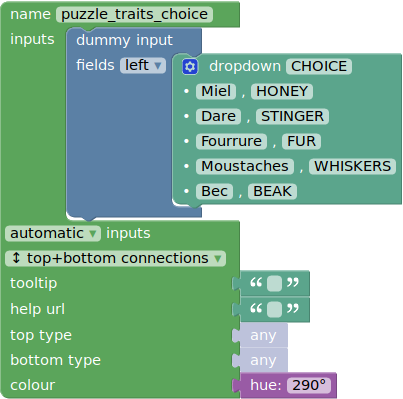 name puzzle_traits_choice
inputs dummy input
fields left ▾
dropdown CHOICE
• Miel , HONEY
• Dare , STINGER
• Fourrure , FUR
• Moustaches , WHISKERS
• Bec , BEAK
automatic ▾ inputs
↕ top+bottom connections ▾
tooltip “ ”
help url “ ”
top type any
bottom type any
colour hue: 290°